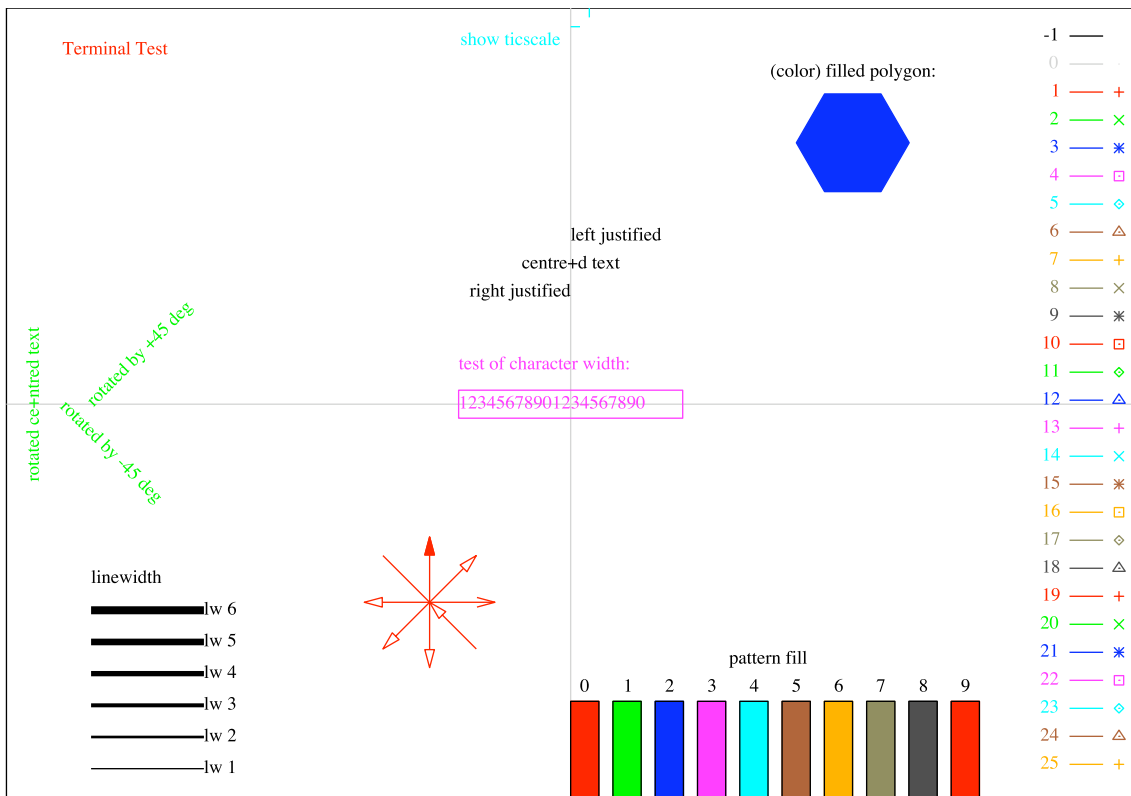 Terminal Test
show ticscale
(color) filled polygon:
left justified
centre+d text
right justified
test of character width:
12345678901234567890
rotated ce+ntred text
rotated by +45 deg
rotated by -45 deg
linewidth
lw 6
lw 5
lw 4
lw 3
lw 2
lw 1
pattern fill
0 1 2 3 4 5 6 7 8 9
-1
0
1
2
3
4
5
6
7
8
9
10
11
12
13
14
15
16
17
18
19
20
21
22
23
24
25